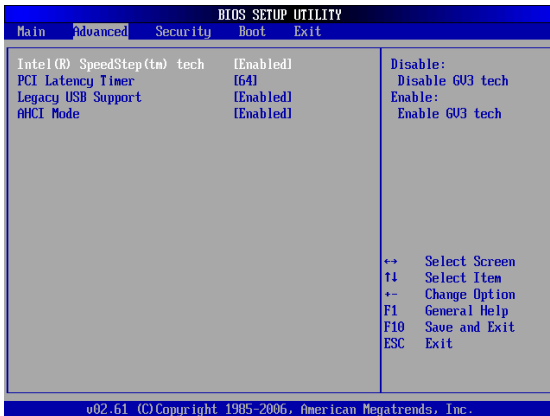 BIOS SETUP UTILITY
Main Advanced Security Boot Exit
Intel(R) SpeedStep(tm) tech [Enabled]
PCI Latency Timer [64]
Legacy USB Support [Enabled]
AHCI Mode [Enabled]
Disable:
Disable GV3 tech
Enable:
Enable GV3 tech
↔ Select Screen
↑↓ Select Item
+- Change Option
F1 General Help
F10 Save and Exit
ESC Exit
v02.61 (C)Copyright 1985-2006, American Megatrends, Inc.